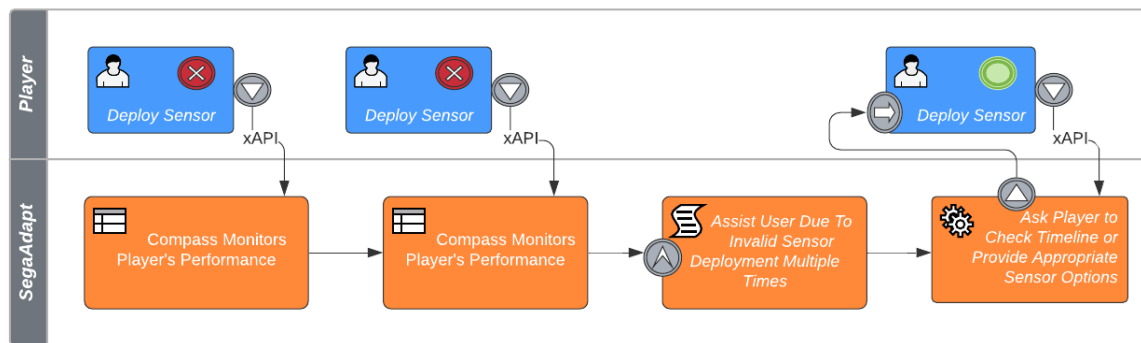 Player
Deploy Sensor
xAPI
Deploy Sensor
xAPI
Deploy Sensor
xAPI
SegaAdapt
Compass Monitors
Player's Performance
Compass Monitors
Player's Performance
Assist User Due To
Invalid Sensor
Deployment Multiple
Times
Ask Player to
Check Timeline or
Provide Appropriate
Sensor Options